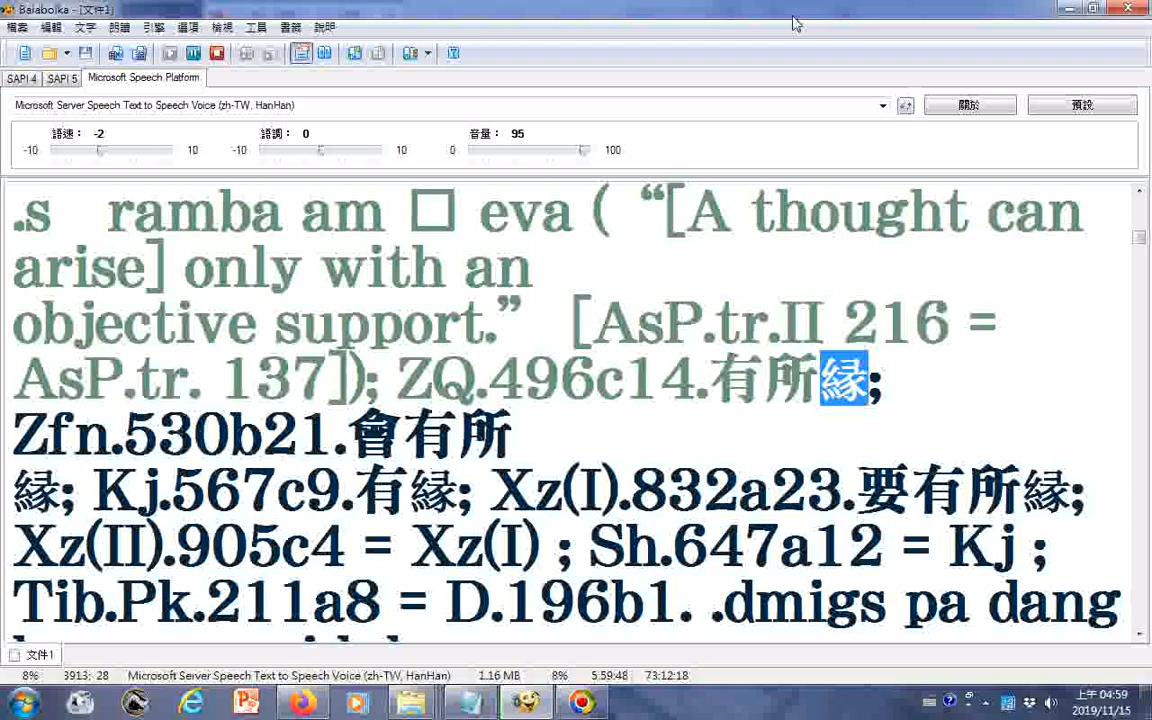 Balabolka - [文件1]
檔案 編輯 文字 朗讀 引擎 選項 檢視 工具 書籤 說明
SAPI 4 SAPI 5 Microsoft Speech Platform
Microsoft Server Speech Text to Speech Voice (zh-TW, HanHan) 關於 預設
語速： -2 語調： 0 音量： 95
-10 10 -10 10 0 100
.s ramba am □ eva ( “[A thought can
arise] only with an
objective support.” [AsP.tr.II 216 =
AsP.tr. 137]); ZQ.496c14.有所縁;
Zfn.530b21.會有所
縁; Kj.567c9.有縁; Xz(I).832a23.要有所縁;
Xz(II).905c4 = Xz(I) ; Sh.647a12 = Kj ;
Tib.Pk.211a8 = D.196b1. .dmigs pa dang
文件1
8% 3913; 28 Microsoft Server Speech Text to Speech Voice (zh-TW, HanHan) 1.16 MB 8% 5:59:48 73:12:18
上午 04:59
2019/11/15